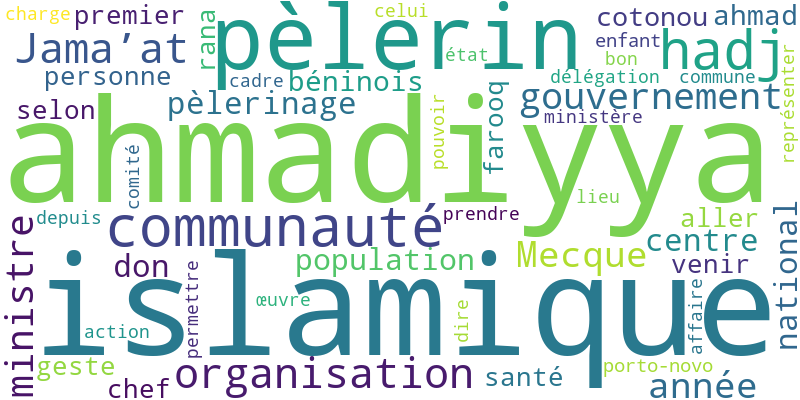 charge
premier
pèlerin
celui
cotonou
ahmad
Jama’at
rana
état
enfant
hadj
personne
cadre
béninois
bon
délégation
commune
représenter
selon
pèlerinage
pouvoir
farooq
gouvernement
ministère
ahmadiyya
comité
lieu
depuis
communauté
prendre
aller
national
ministre
don
population
Mecque
centre
venir
islamique
permettre
œuvre
action
dire
affaire
geste
chef
organisation
santé
porto-novo
année